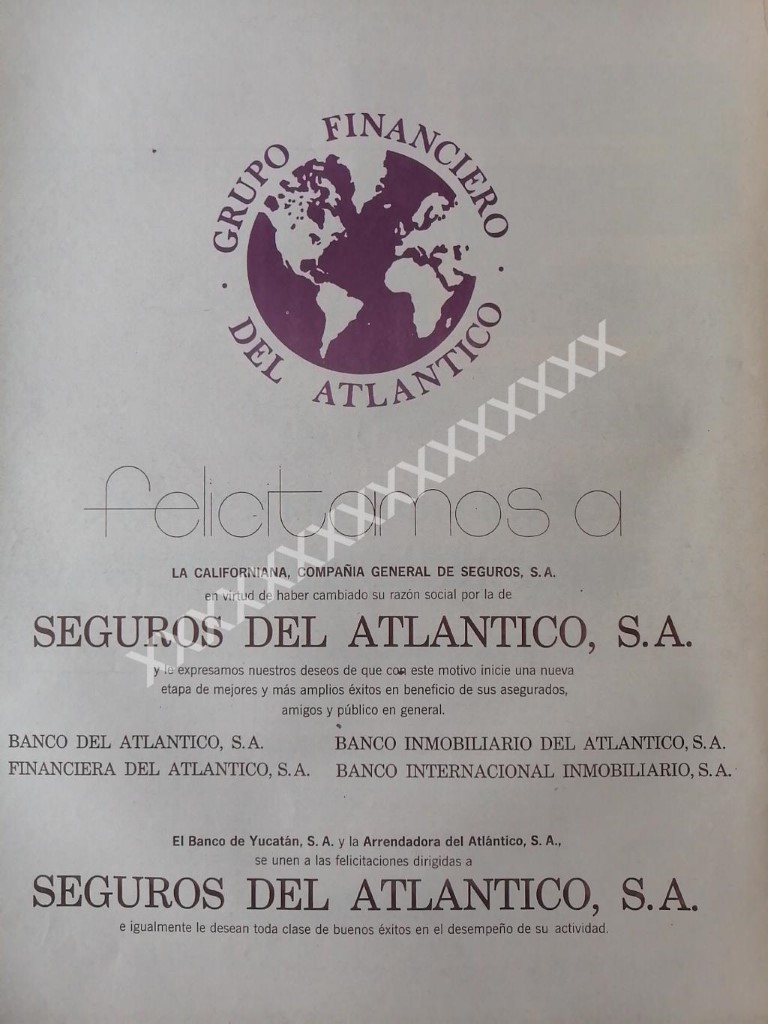 GRUPO FINANCIERO
DEL ATLANTICO
felicitamos a
LA CALIFORNIANA, COMPAÑIA GENERAL DE SEGUROS, S.A.
en virtud de haber cambiado su razón social por la de
SEGUROS DEL ATLANTICO, S.A.
y le expresamos nuestros deseos de que con este motivo inicie una nueva
etapa de mejores y más amplios éxitos en beneficio de sus asegurados,
amigos y público en general.
BANCO DEL ATLANTICO, S.A. BANCO INMOBILIARIO DEL ATLANTICO, S.A.
FINANCIERA DEL ATLANTICO, S.A. BANCO INTERNACIONAL INMOBILIARIO, S.A.
El Banco de Yucatán, S. A. y la Arrendadora del Atlántico, S. A.,
se unen a las felicitaciones dirigidas a
SEGUROS DEL ATLANTICO, S.A.
e igualmente le desean toda clase de buenos éxitos en el desempeño de su actividad.
XXXXXXXXXXXXXXXXX